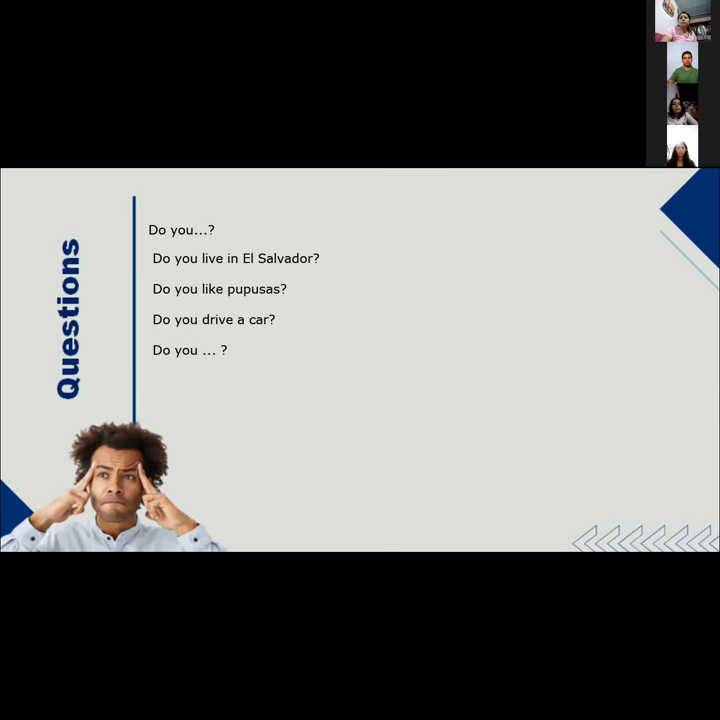 Questions
Do you...?
Do you live in El Salvador?
Do you like pupusas?
Do you drive a car?
Do you ... ?